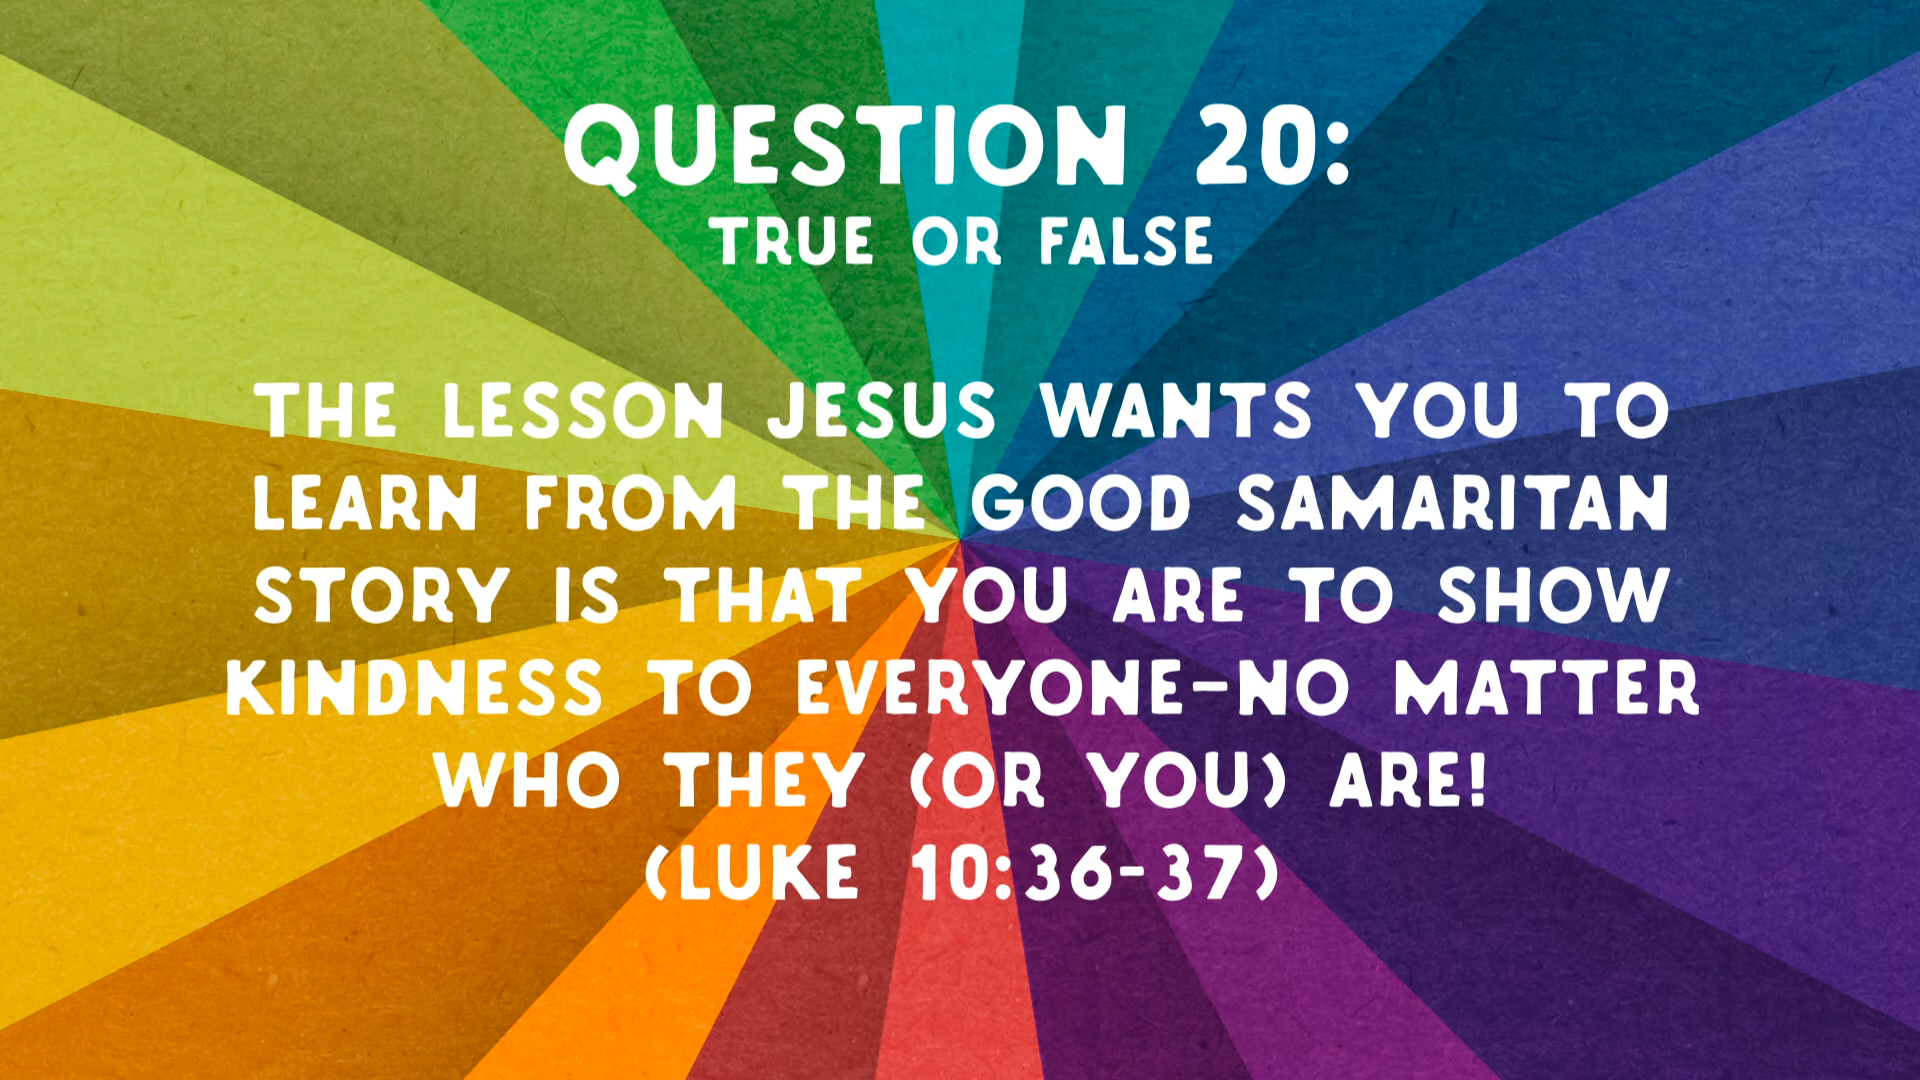 QUESTION 20:
TRUE OR FALSE
THE LESSON JESUS WANTS YOU TO
LEARN FROM THE GOOD SAMARITAN
STORY IS THAT YOU ARE TO SHOW
KINDNESS TO EVERYONE-NO MATTER
WHO THEY (OR YOU) ARE!
(LUKE 10:36-37)